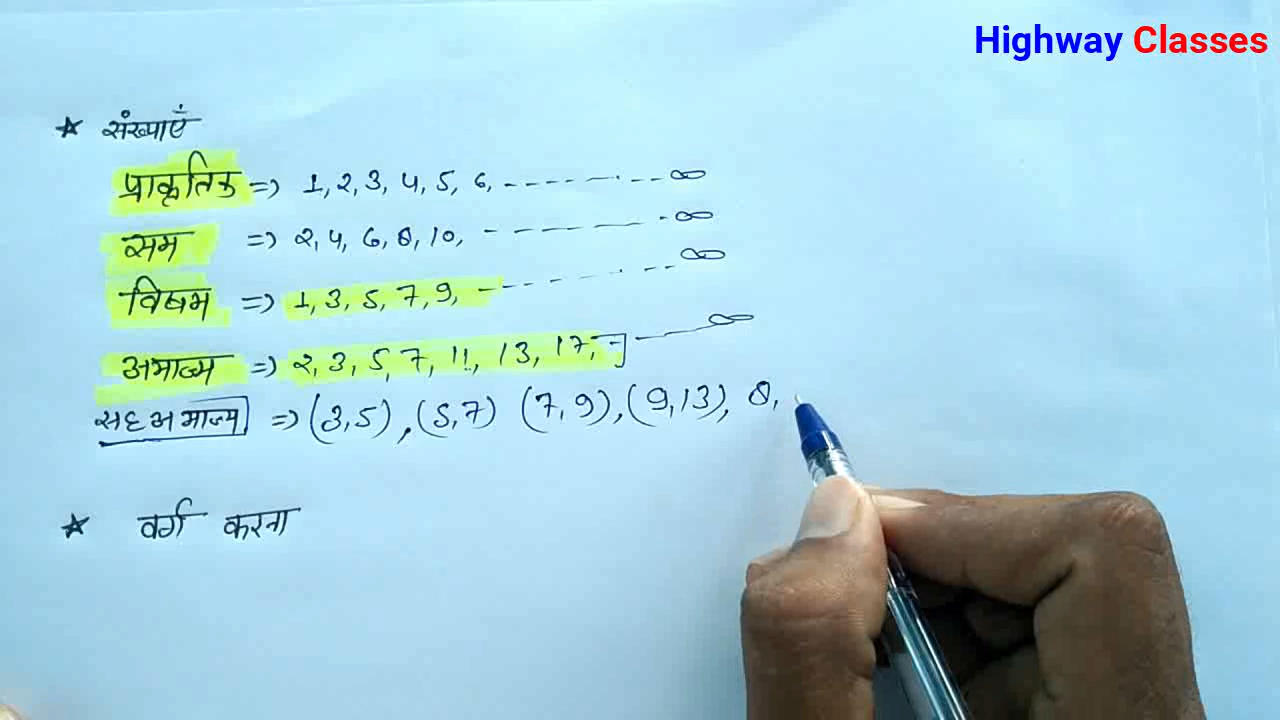 Highway Classes
★ संख्याएँ
प्राकृतिक => 1, 2, 3, 4, 5, 6, ---------- ∞
सम => 2, 4, 6, 8, 10, ---------- ∞
विषम => 1, 3, 5, 7, 9, ---------- ∞
अभाज्य => 2, 3, 5, 7, 11, 13, 17, - ∞
सहअभाज्य => (3,5), (5,7) (7,9), (9,13), 8,
★ वर्ग करना